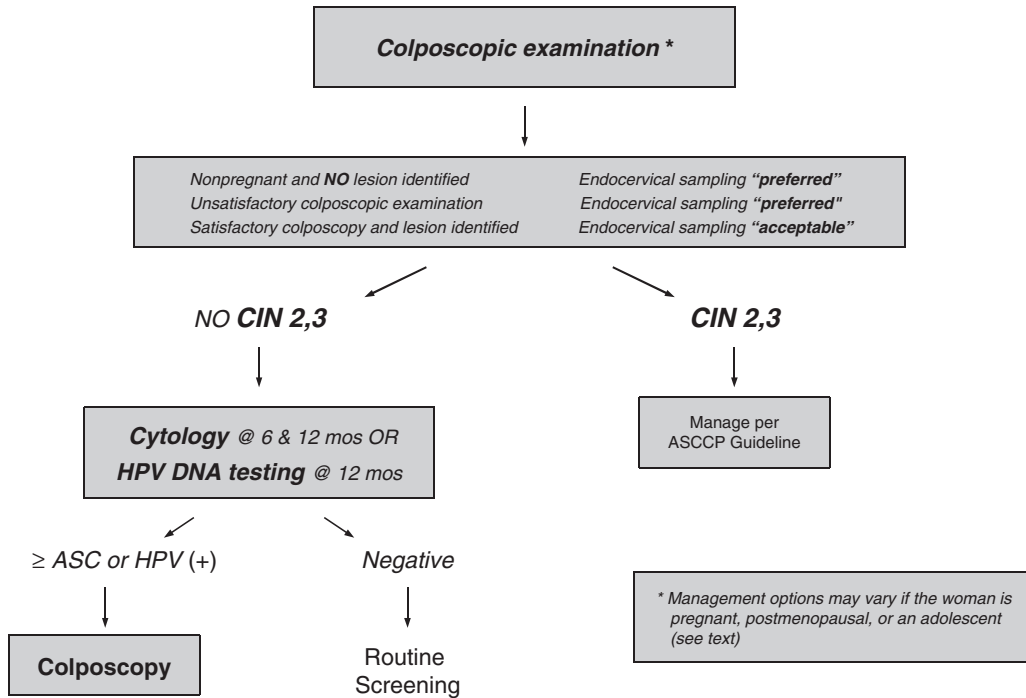 Colposcopic examination *
Nonpregnant and NO lesion identified Endocervical sampling “preferred”
Unsatisfactory colposcopic examination Endocervical sampling “preferred"
Satisfactory colposcopy and lesion identified Endocervical sampling “acceptable”
NO CIN 2,3
CIN 2,3
Cytology @ 6 & 12 mos OR
HPV DNA testing @ 12 mos
Manage per
ASCCP Guideline
≥ ASC or HPV (+)
Negative
Colposcopy
Routine
Screening
* Management options may vary if the woman is
pregnant, postmenopausal, or an adolescent
(see text)